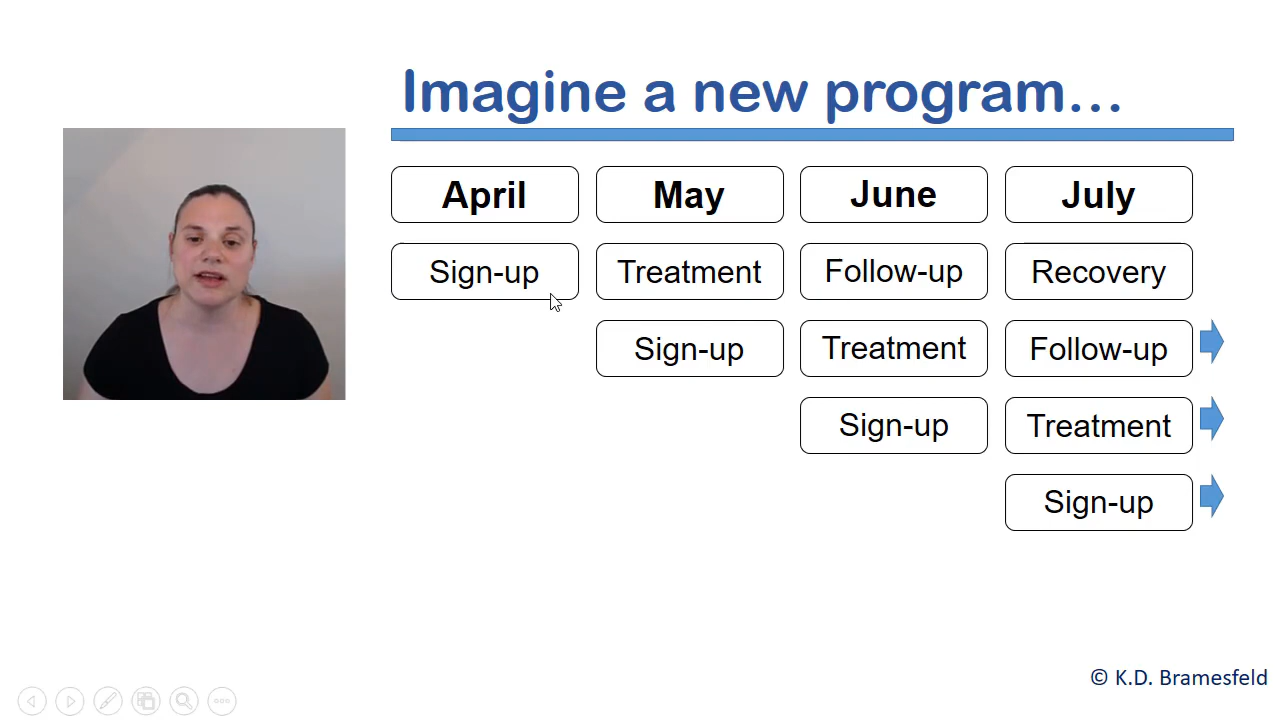 Imagine a new program…
April May June July
Sign-up Treatment Follow-up Recovery
Sign-up Treatment Follow-up
Sign-up Treatment
Sign-up
© K.D. Bramesfeld